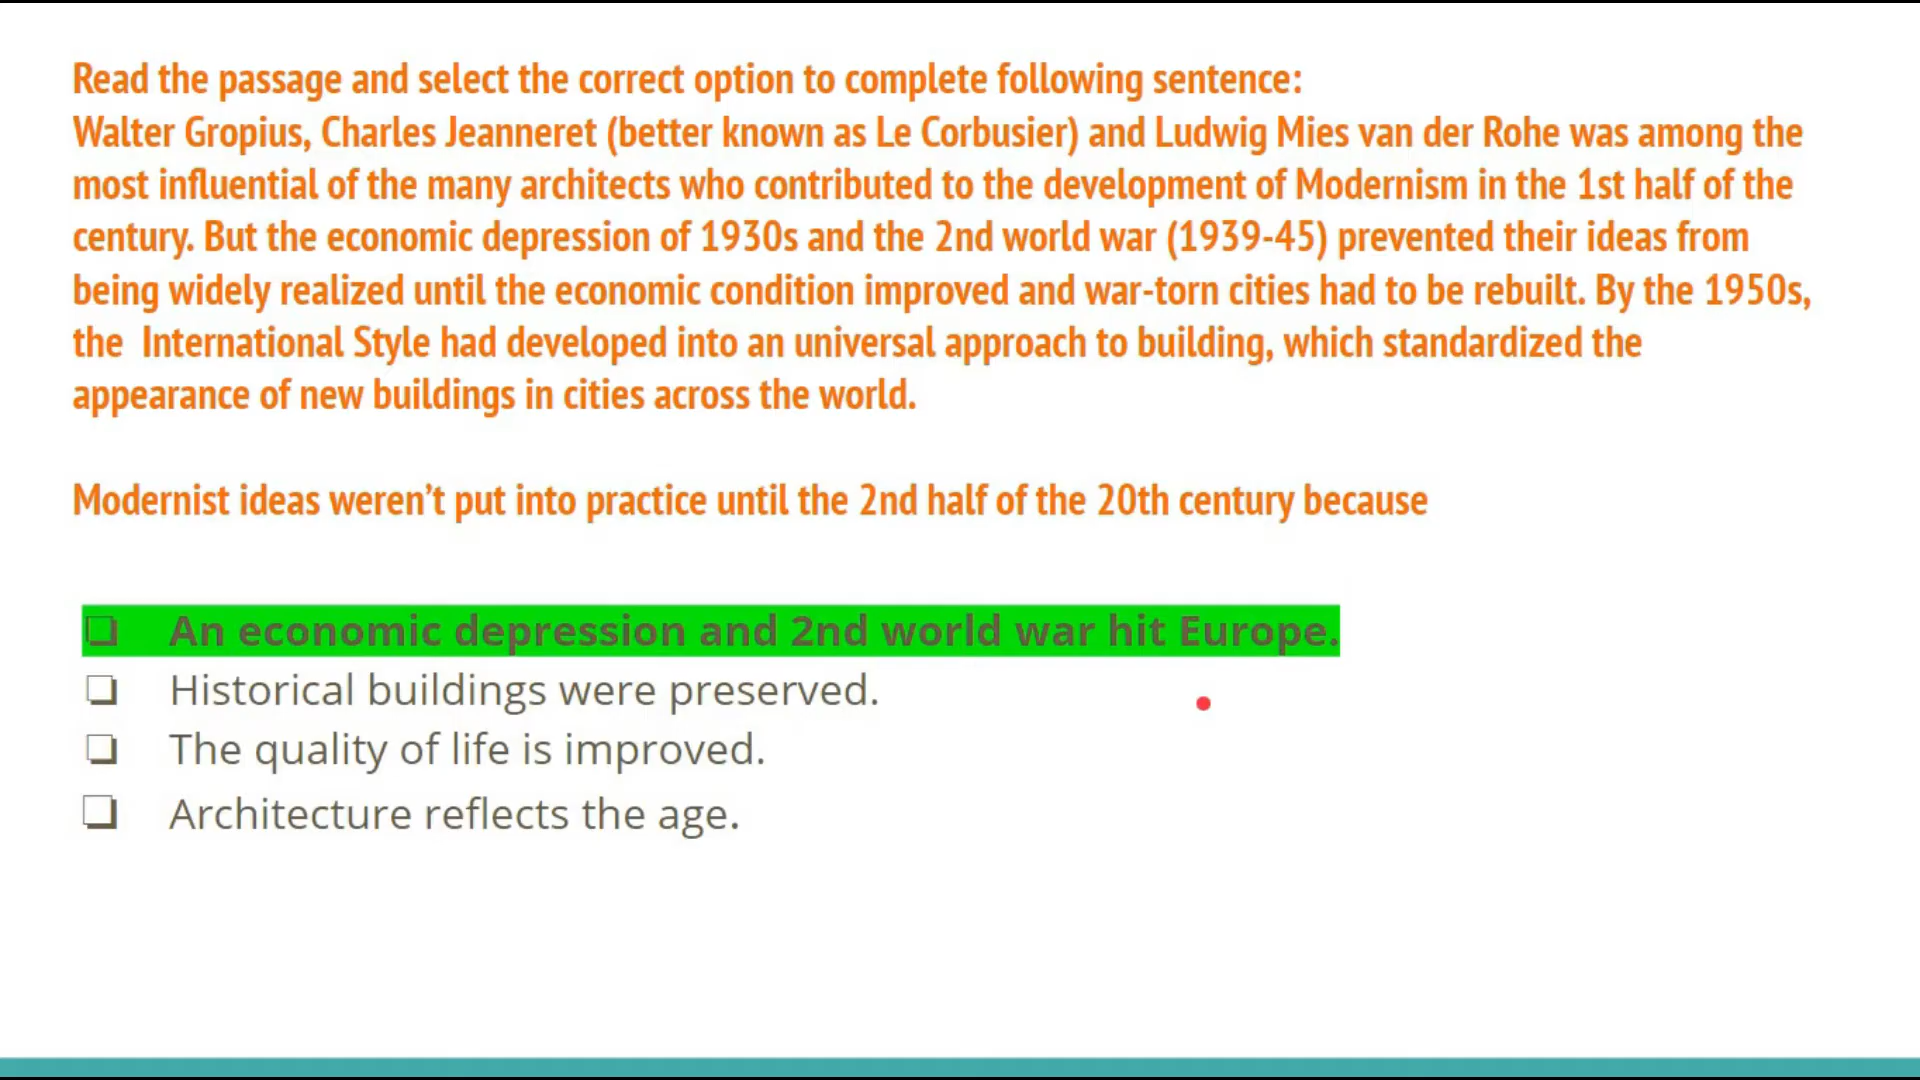 Read the passage and select the correct option to complete following sentence:
Walter Gropius, Charles Jeanneret (better known as Le Corbusier) and Ludwig Mies van der Rohe was among the
most influential of the many architects who contributed to the development of Modernism in the 1st half of the
century. But the economic depression of 1930s and the 2nd world war (1939-45) prevented their ideas from
being widely realized until the economic condition improved and war-torn cities had to be rebuilt. By the 1950s,
the International Style had developed into an universal approach to building, which standardized the
appearance of new buildings in cities across the world.
Modernist ideas weren't put into practice until the 2nd half of the 20th century because
❏ An economic depression and 2nd world war hit Europe.
❏ Historical buildings were preserved.
❏ The quality of life is improved.
❏ Architecture reflects the age.